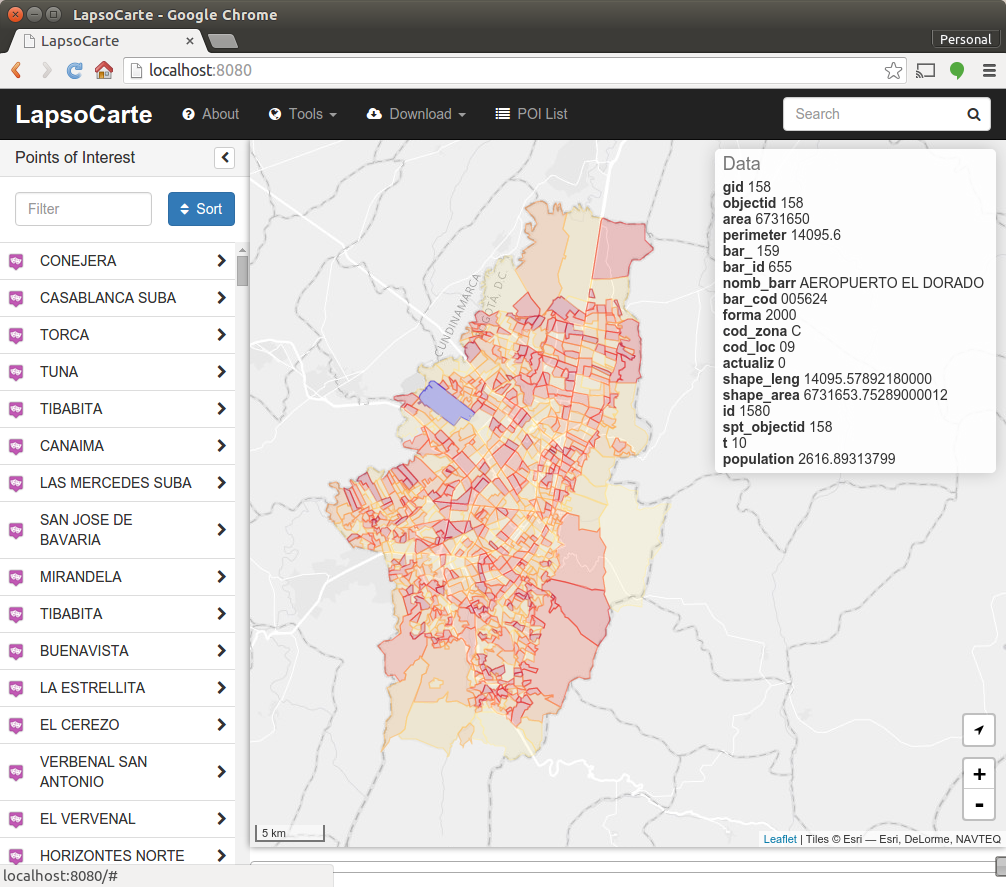 LapsoCarte - Google Chrome
LapsoCarte
Personal
localhost:8080
LapsoCarte
About
Tools
Download
POI List
Search
Points of Interest
Filter
Sort
CONEJERA
CASABLANCA SUBA
TORCA
TUNA
TIBABITA
CANAIMA
LAS MERCEDES SUBA
SAN JOSE DE
BAVARIA
MIRANDELA
TIBABITA
BUENAVISTA
LA ESTRELLITA
EL CEREZO
VERBENAL SAN
ANTONIO
EL VERVENAL
HORIZONTES NORTE
localhost:8080/#
CUNDINAMARCA
GOTA, D.C.
Data
gid 158
objectid 158
area 6731650
perimeter 14095.6
bar_ 159
bar_id 655
nomb_barr AEROPUERTO EL DORADO
bar_cod 005624
forma 2000
cod_zona C
cod_loc 09
actualiz 0
shape_leng 14095.57892180000
shape_area 6731653.75289000012
id 1580
spt_objectid 158
t 10
population 2616.89313799
+
-
5 km
Leaflet | Tiles © Esri — Esri, DeLorme, NAVTEQ